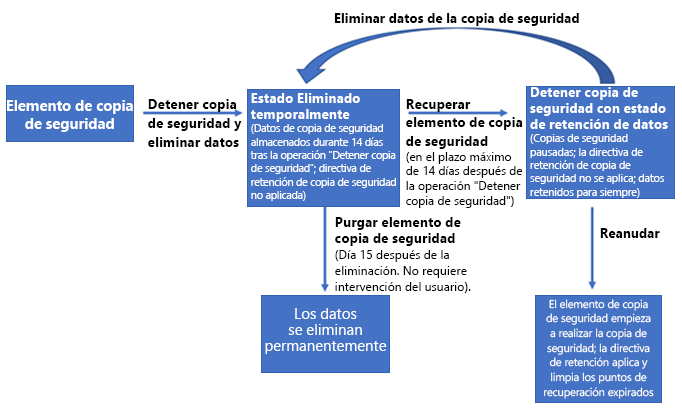 Eliminar datos de la copia de seguridad
Elemento de copia
de seguridad
Detener copia
de seguridad y
eliminar datos
Estado Eliminado
temporalmente
(Datos de copia de seguridad
almacenados durante 14 días
tras la operación "Detener copia
de seguridad"; directiva de
retención de copia de seguridad
no aplicada)
Recuperar
elemento de copia
de seguridad
(en el plazo máximo
de 14 días después de
la operación "Detener
copia de seguridad")
Detener copia de
seguridad con estado
de retención de datos
(Copias de seguridad
pausadas; la directiva de
retención de copia de
seguridad no se aplica; datos
retenidos para siempre)
Purgar elemento de
copia de seguridad
(Día 15 después de la
eliminación. No requiere
intervención del usuario).
Reanudar
Los datos
se eliminan
permanentemente
El elemento de copia
de seguridad empieza
a realizar la copia de
seguridad; la directiva
de retención aplica y
limpia los puntos de
recuperación expirados